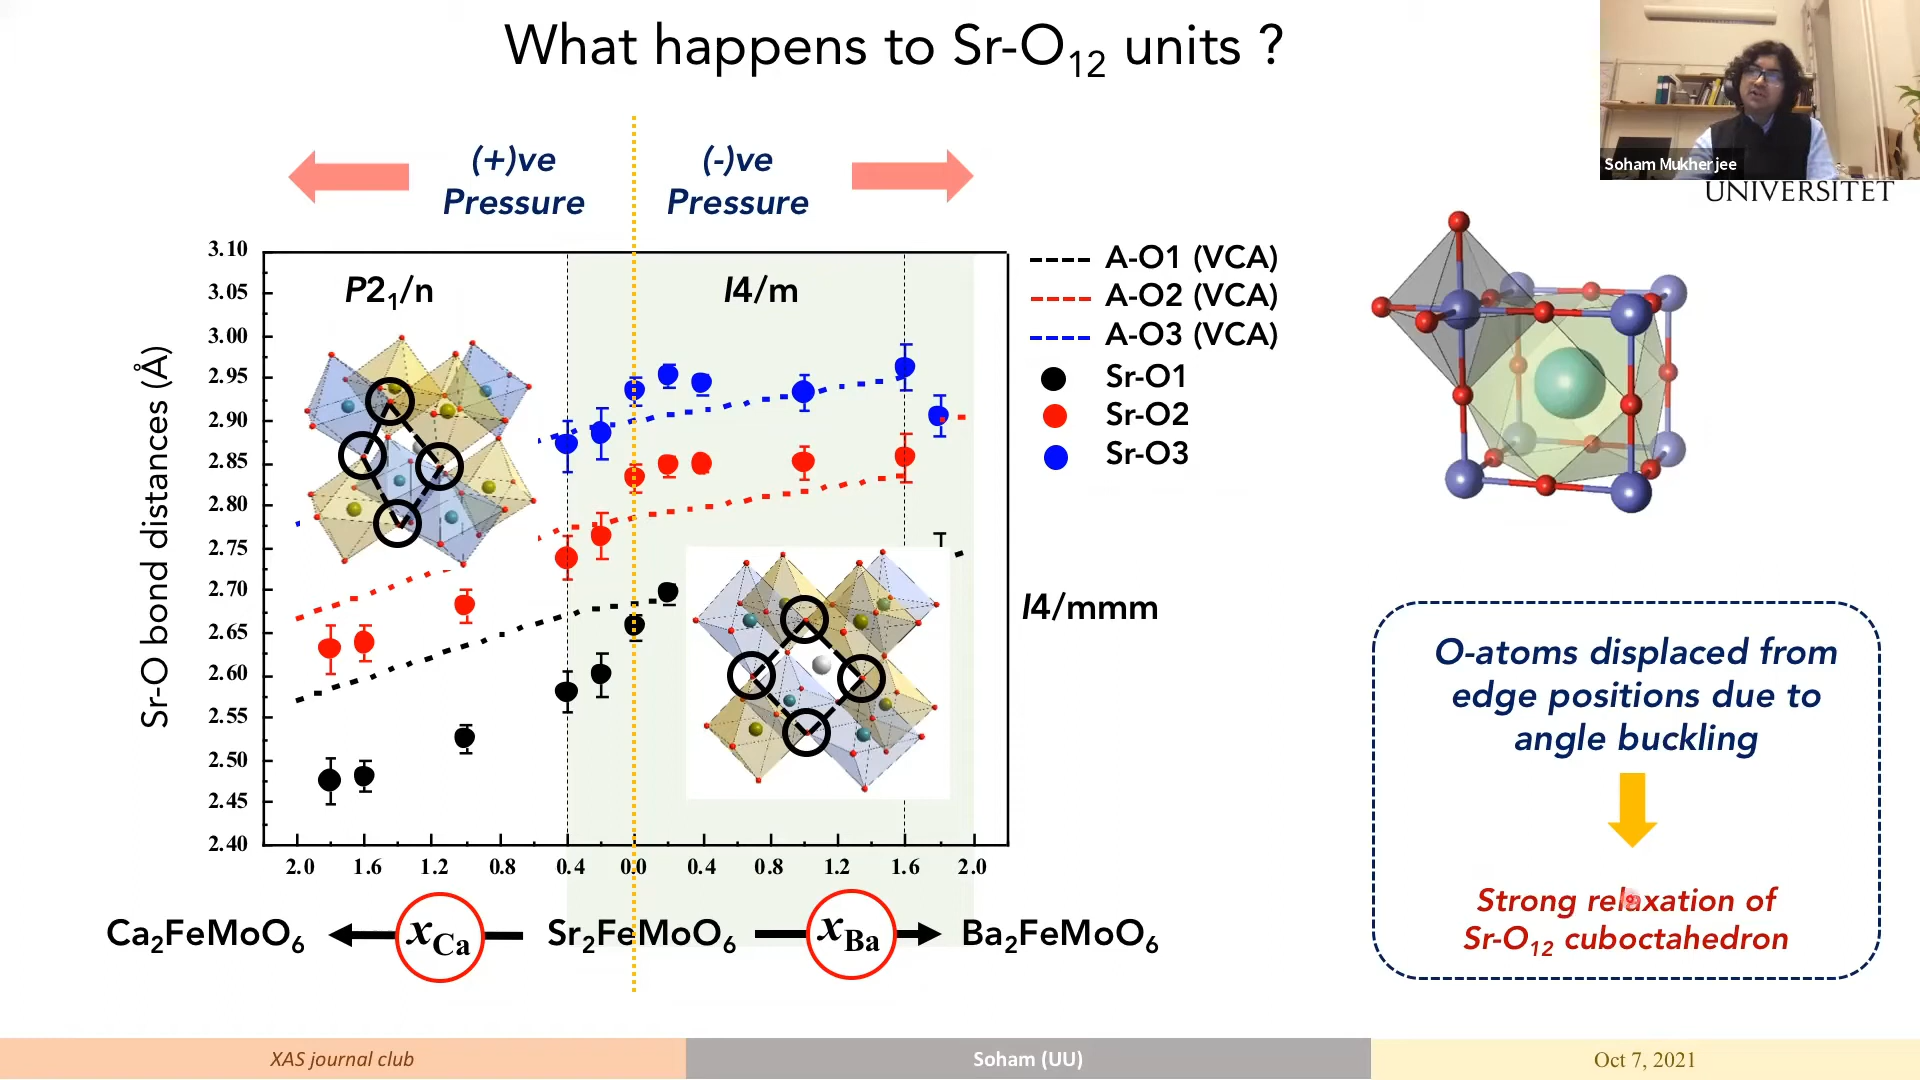 What happens to Sr-O₁₂ units ?
Soham Mukherjee
UNIVERSITET
(+)ve
Pressure
(-)ve
Pressure
3.10
3.05
3.00
2.95
2.90
2.85
2.80
2.75
2.70
2.65
2.60
2.55
2.50
2.45
2.40
Sr-O bond distances (Å)
P2₁/n
I4/m
A-O1 (VCA)
A-O2 (VCA)
A-O3 (VCA)
Sr-O1
Sr-O2
Sr-O3
I4/mmm
2.0 1.6 1.2 0.8 0.4 0.0 0.4 0.8 1.2 1.6 2.0
Ca₂FeMoO₆ x_Ca Sr₂FeMoO₆ x_Ba Ba₂FeMoO₆
O-atoms displaced from
edge positions due to
angle buckling
Strong relaxation of
Sr-O₁₂ cuboctahedron
XAS journal club
Soham (UU)
Oct 7, 2021